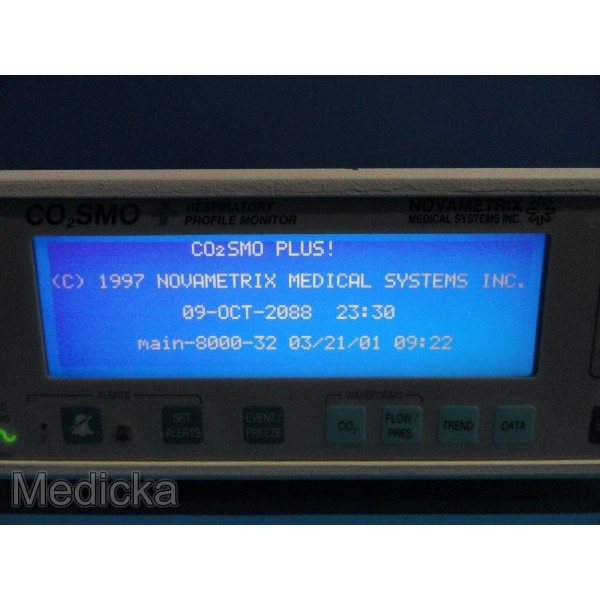 CO₂SMO + RESPIRATORY PROFILE MONITOR
NOVAMETRIX MEDICAL SYSTEMS INC.
CO₂SMO PLUS!
(C) 1997 NOVAMETRIX MEDICAL SYSTEMS INC.
09-OCT-2088 23:30
main-8000-32 03/21/01 09:22
ALERTS
WAVEFORMS
SET ALERTS
EVENT/ FREEZE
CO₂
FLOW/ PRES.
TREND
DATA
Medicka